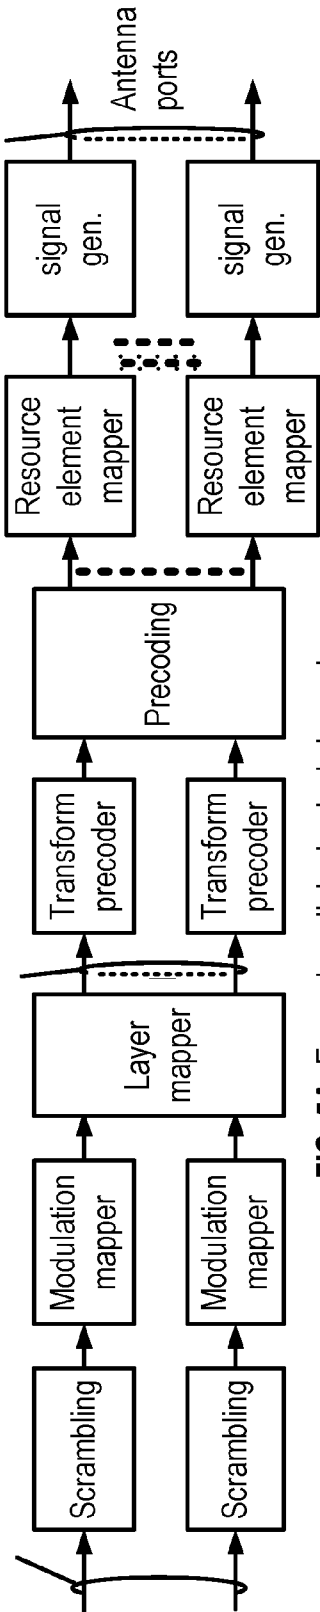 Scrambling
Modulation
mapper
Layer
mapper
Transform
precoder
Precoding
Resource
element
mapper
signal
gen.
Antenna
ports
Scrambling
Modulation
mapper
Transform
precoder
Resource
element
mapper
signal
gen.